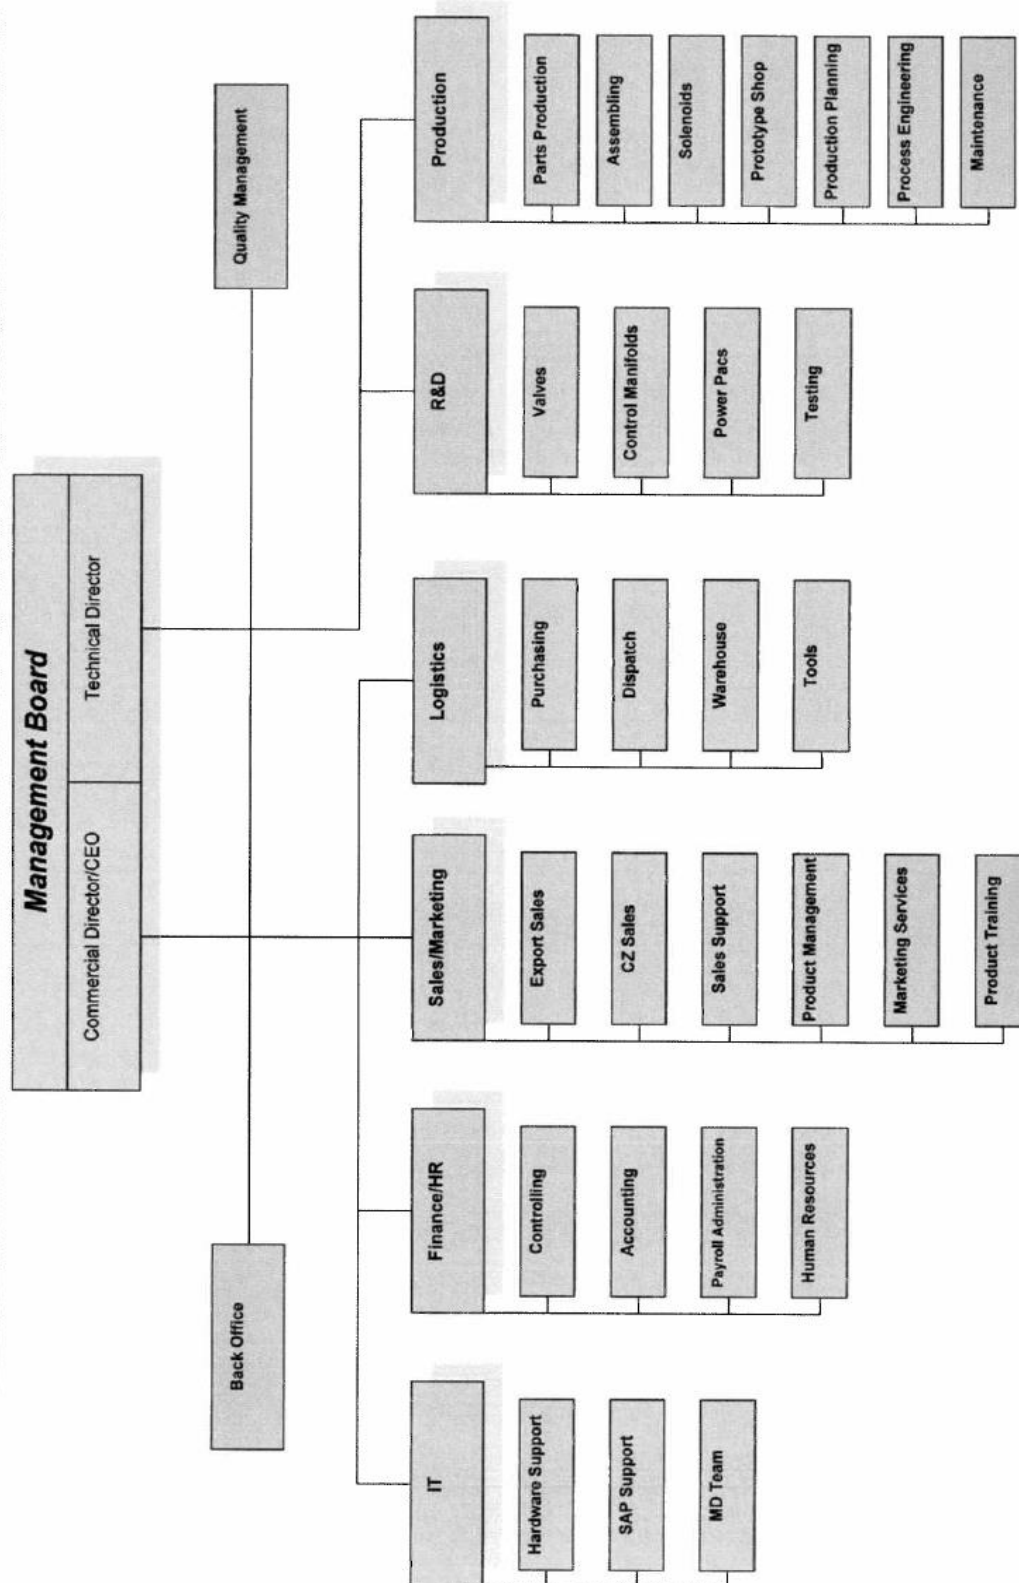 Management Board
Commercial Director/CEO
Technical Director
Back Office
Quality Management
IT
Hardware Support
SAP Support
MD Team
Finance/HR
Controlling
Accounting
Payroll Administration
Human Resources
Sales/Marketing
Export Sales
CZ Sales
Sales Support
Product Management
Marketing Services
Product Training
Logistics
Purchasing
Dispatch
Warehouse
Tools
R&D
Valves
Control Manifolds
Power Pacs
Testing
Production
Parts Production
Assembling
Solenoids
Prototype Shop
Production Planning
Process Engineering
Maintenance